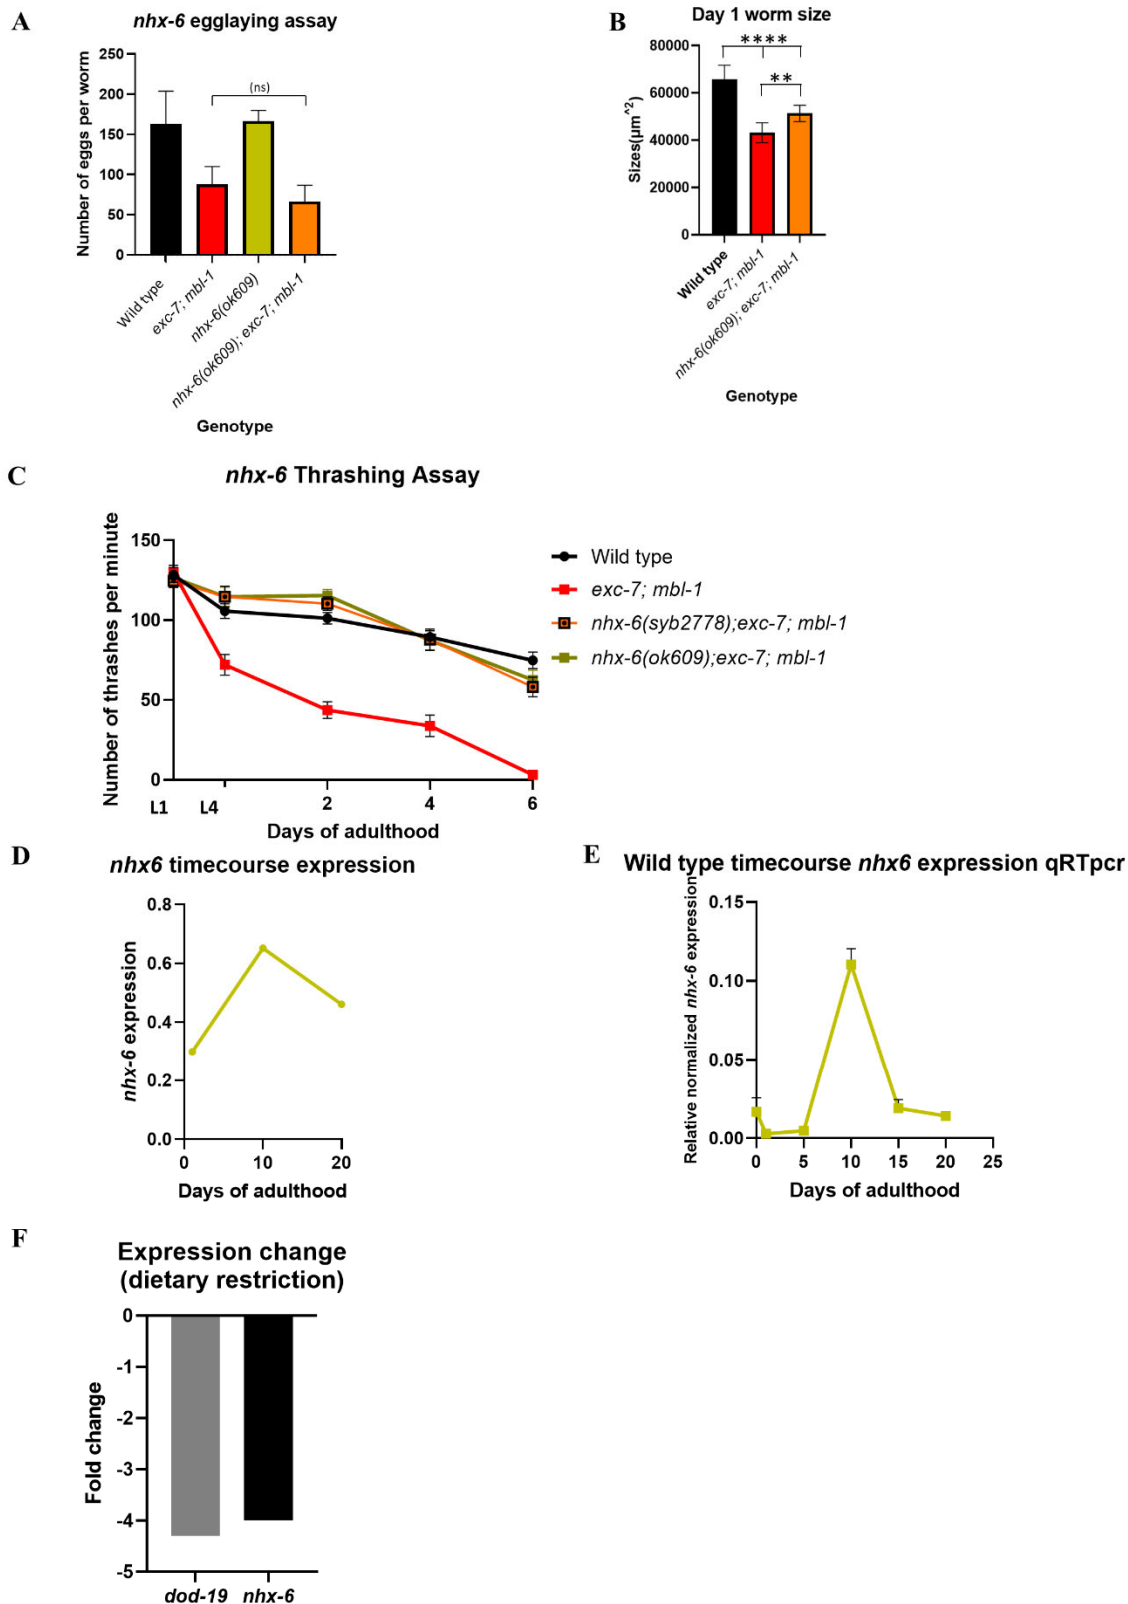 A
nhx-6 egglaying assay
Number of eggs per worm
250
200
150
100
50
0
(ns)
Wild type
exc-7; mbl-1
nhx-6(ok609)
nhx-6(ok609); exc-7; mbl-1
Genotype
B
Day 1 worm size
Sizes(µm^2)
80000
60000
40000
20000
0
****
**
Wild type
exc-7; mbl-1
nhx-6(ok609); exc-7; mbl-1
Genotype
C
nhx-6 Thrashing Assay
Number of thrashes per minute
150
100
50
0
L1 L4 2 4 6
Days of adulthood
Wild type
exc-7; mbl-1
nhx-6(syb2778);exc-7; mbl-1
nhx-6(ok609);exc-7; mbl-1
D
nhx6 timecourse expression
nhx-6 expression
0.8
0.6
0.4
0.2
0.0
0 10 20
Days of adulthood
E
Wild type timecourse nhx6 expression qRTpcr
Relative normalized nhx-6 expression
0.15
0.10
0.05
0.00
0 5 10 15 20 25
Days of adulthood
F
Expression change
(dietary restriction)
Fold change
0
-1
-2
-3
-4
-5
dod-19 nhx-6